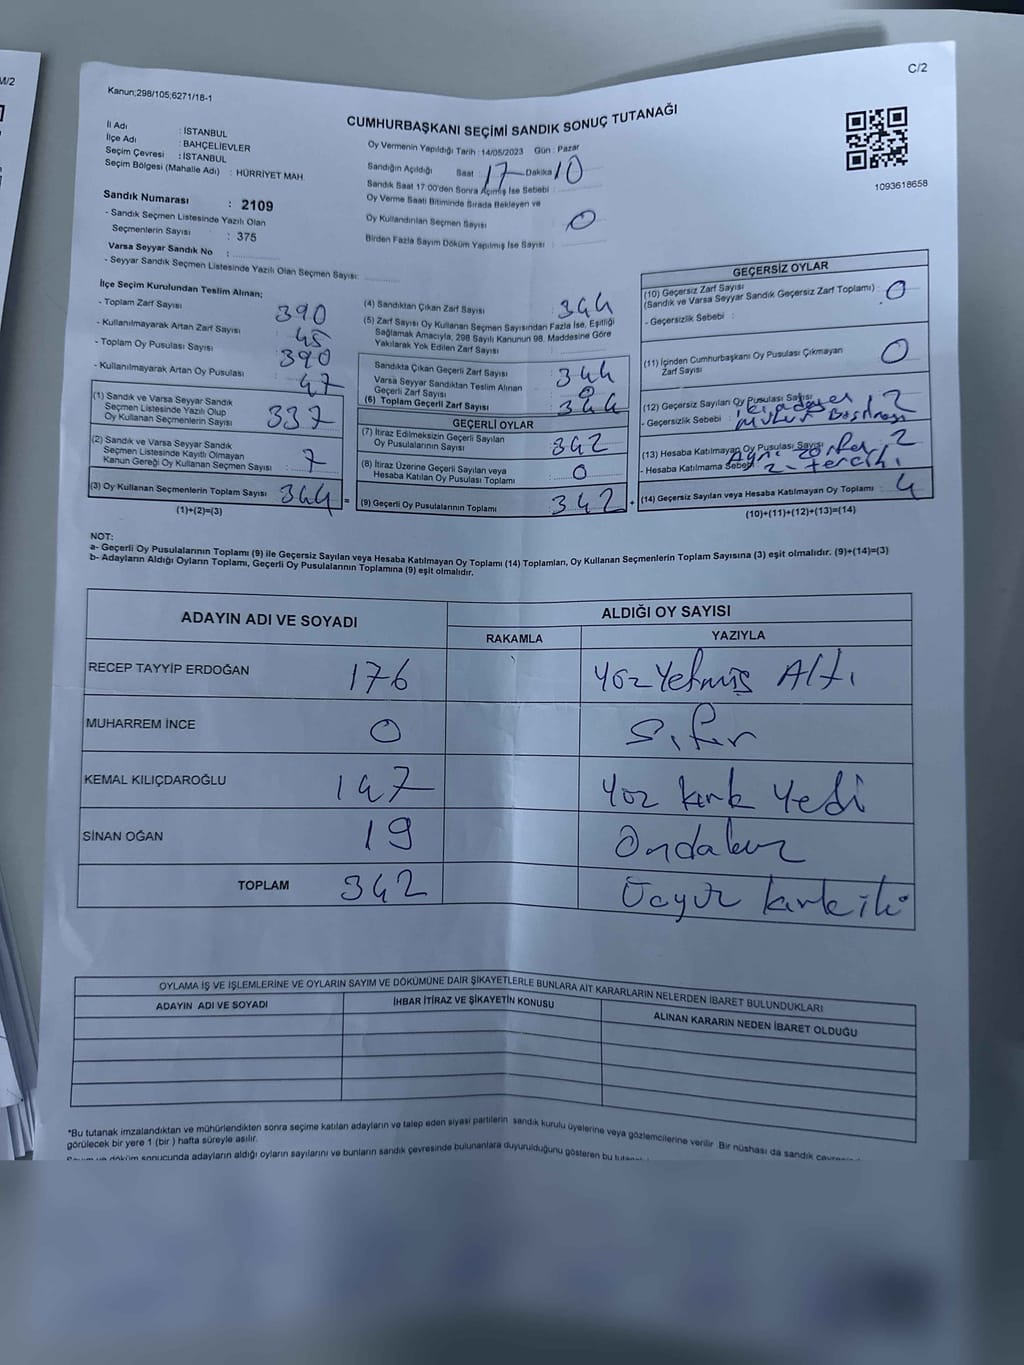 M/2
C/2
Kanun;298/105;6271/18-1
CUMHURBAŞKANI SEÇİMİ SANDIK SONUÇ TUTANAĞI
1093618658
İl Adı : İSTANBUL
İlçe Adı : BAHÇELİEVLER
Seçim Çevresi : İSTANBUL
Seçim Bölgesi (Mahalle Adı) : HÜRRİYET MAH.
Sandık Numarası : 2109
- Sandık Seçmen Listesinde Yazılı Olan
Seçmenlerin Sayısı : 375
Varsa Seyyar Sandık No :
- Seyyar Sandık Seçmen Listesinde Yazılı Olan Seçmen Sayısı:
Oy Vermenin Yapıldığı Tarih : 14/05/2023 Gün : Pazar
Sandığın Açıldığı Saat : 17 Dakika 10
Sandık Saat 17:00'den Sonra Açılmış İse Sebebi :
Oy Verme Saati Bitiminde Sırada Bekleyen ve
Oy Kullandırılan Seçmen Sayısı : 0
Birden Fazla Sayım Döküm Yapılmış İse Sayısı :
İlçe Seçim Kurulundan Teslim Alınan;
- Toplam Zarf Sayısı 390
- Kullanılmayarak Artan Zarf Sayısı 45
- Toplam Oy Pusulası Sayısı 390
- Kullanılmayarak Artan Oy Pusulası 47
(1) Sandık ve Varsa Seyyar Sandık
Seçmen Listesinde Yazılı Olup
Oy Kullanan Seçmenlerin Sayısı : 337
(2) Sandık ve Varsa Seyyar Sandık
Seçmen Listesinde Kayıtlı Olmayan
Kanun Gereği Oy Kullanan Seçmen Sayısı : 7
(3) Oy Kullanan Seçmenlerin Toplam Sayısı : 344 =
(1)+(2)=(3)
(4) Sandıktan Çıkan Zarf Sayısı : 344
(5) Zarf Sayısı Oy Kullanan Seçmen Sayısından Fazla İse, Eşitliği
Sağlamak Amacıyla, 298 Sayılı Kanunun 98. Maddesine Göre
Yakılarak Yok Edilen Zarf Sayısı :
Sandıkta Çıkan Geçerli Zarf Sayısı : 344
Varsa Seyyar Sandıktan Teslim Alınan
Geçerli Zarf Sayısı : 0
(6) Toplam Geçerli Zarf Sayısı : 344
GEÇERLİ OYLAR
(7) İtiraz Edilmeksizin Geçerli Sayılan
Oy Pusulalarının Sayısı : 342
(8) İtiraz Üzerine Geçerli Sayılan veya
Hesaba Katılan Oy Pusulası Toplamı : 0
(9) Geçerli Oy Pusulalarının Toplamı : 342 +
GEÇERSİZ OYLAR
(10) Geçersiz Zarf Sayısı
(Sandık ve Varsa Seyyar Sandık Geçersiz Zarf Toplamı) : 0
- Geçersizlik Sebebi :
(11) İçinden Cumhurbaşkanı Oy Pusulası Çıkmayan
Zarf Sayısı : 0
(12) Geçersiz Sayılan Oy Pusulası Sayısı : 2
- Geçersizlik Sebebi : iki adaya mühür
(13) Hesaba Katılmayan Oy Pusulası Sayısı : 2
- Hesaba Katılmama Sebebi : Aynı zarfta 2 tercih
(14) Geçersiz Sayılan veya Hesaba Katılmayan Oy Toplamı : 4
(10)+(11)+(12)+(13)=(14)
NOT:
a- Geçerli Oy Pusulalarının Toplamı (9) ile Geçersiz Sayılan veya Hesaba Katılmayan Oy Toplamı (14) Toplamları, Oy Kullanan Seçmenlerin Toplam Sayısına (3) eşit olmalıdır. (9)+(14)=(3)
b- Adayların Aldığı Oyların Toplamı, Geçerli Oy Pusulalarının Toplamına (9) eşit olmalıdır.
ADAYIN ADI VE SOYADI ALDIĞI OY SAYISI
RAKAMLA YAZIYLA
RECEP TAYYİP ERDOĞAN 176 Yüz Yetmiş Altı
MUHARREM İNCE 0 Sıfır
KEMAL KILIÇDAROĞLU 147 Yüz kırk Yedi
SİNAN OĞAN 19 Ondokuz
TOPLAM 342 Üçyüz kırk iki
OYLAMA İŞ VE İŞLEMLERİNE VE OYLARIN SAYIM VE DÖKÜMÜNE DAİR ŞİKAYETLERLE BUNLARA AİT KARARLARIN NELERDEN İBARET BULUNDUKLARI
ADAYIN ADI VE SOYADI İHBAR İTİRAZ VE ŞİKAYETİN KONUSU ALINAN KARARIN NEDEN İBARET OLDUĞU
*Bu tutanak imzalandıktan ve mühürlendikten sonra seçime katılan adayların ve talep eden siyasi partilerin sandık kurulu üyelerine veya gözlemcilerine verilir. Bir nüshası da sandık
görülecek bir yere 1 (bir) hafta süreyle asılır.
döküm sonucunda adayların aldığı oyların sayılarını ve bunların sandık çevresinde bulunanlara duyurulduğunu gösteren bu